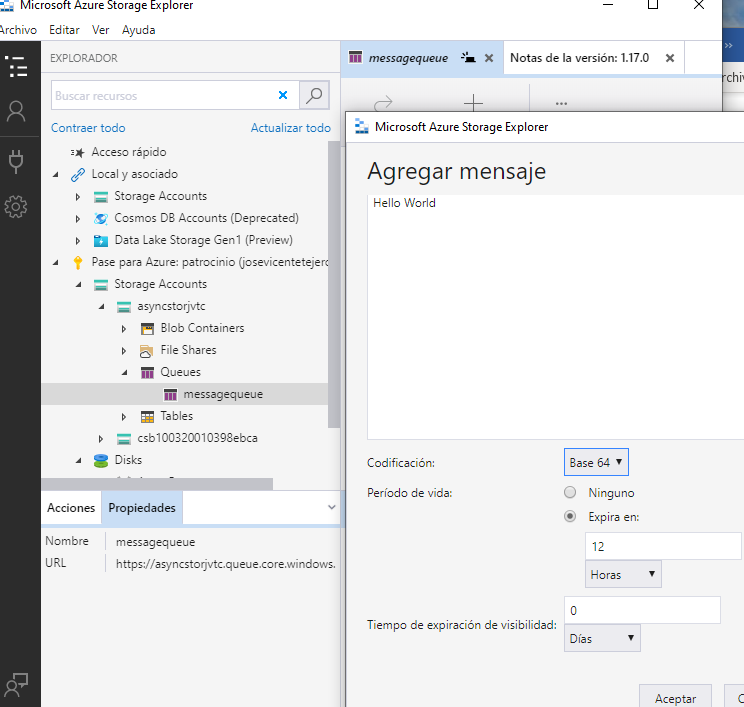 Microsoft Azure Storage Explorer
Archivo Editar Ver Ayuda
EXPLORADOR
Buscar recursos
Contraer todo Actualizar todo
Acceso rápido
Local y asociado
Storage Accounts
Cosmos DB Accounts (Deprecated)
Data Lake Storage Gen1 (Preview)
Pase para Azure: patrocinio (josevicentetejero
Storage Accounts
asyncstorjvtc
Blob Containers
File Shares
Queues
messagequeue
Tables
csb100320010398ebca
Disks
Acciones Propiedades
Nombre messagequeue
URL https://asyncstorjvtc.queue.core.windows.
messagequeue Notas de la versión: 1.17.0
»
rchiv
...
Microsoft Azure Storage Explorer
Agregar mensaje
Hello World
Codificación: Base 64
Período de vida: Ninguno
Expira en:
12
Horas
0
Tiempo de expiración de visibilidad:
Días
Aceptar C